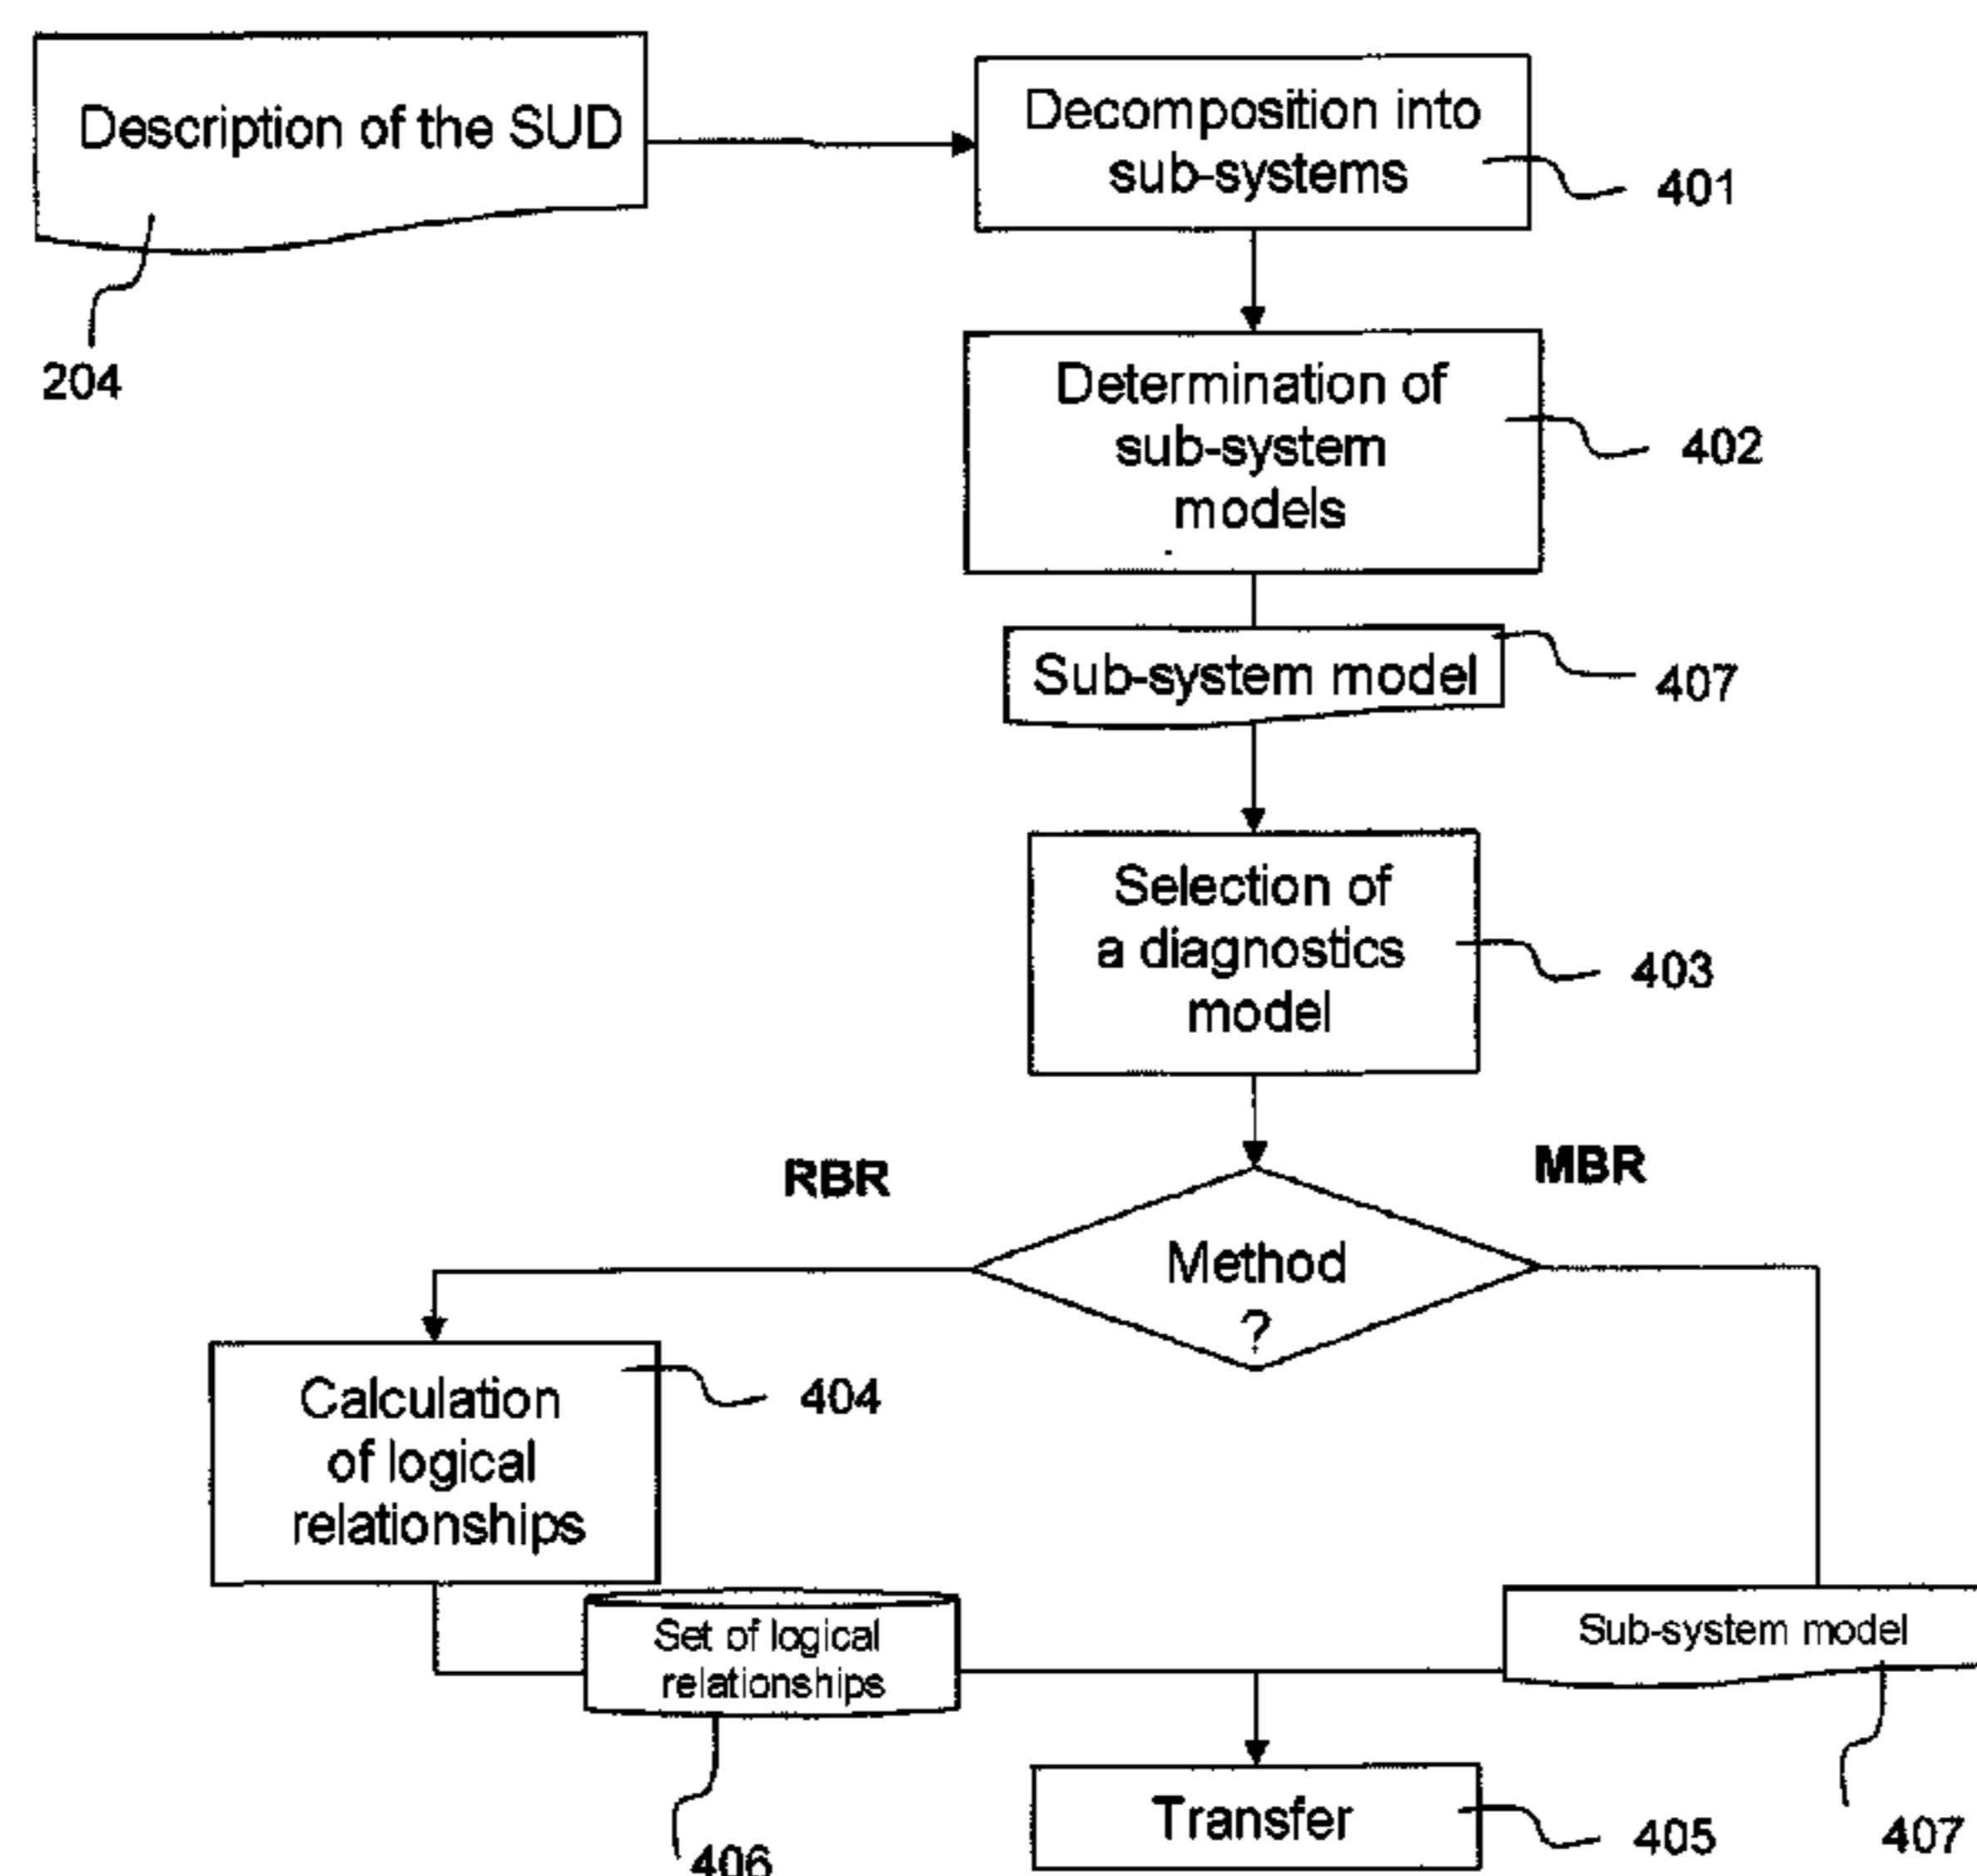 Description of the SUD
204
Decomposition into
sub-systems
401
Determination of
sub-system
models
402
Sub-system model
407
Selection of
a diagnostics
model
403
RBR
MBR
Method
?
Calculation
of logical
relationships
404
Set of logical
relationships
406
Sub-system model
407
Transfer
405